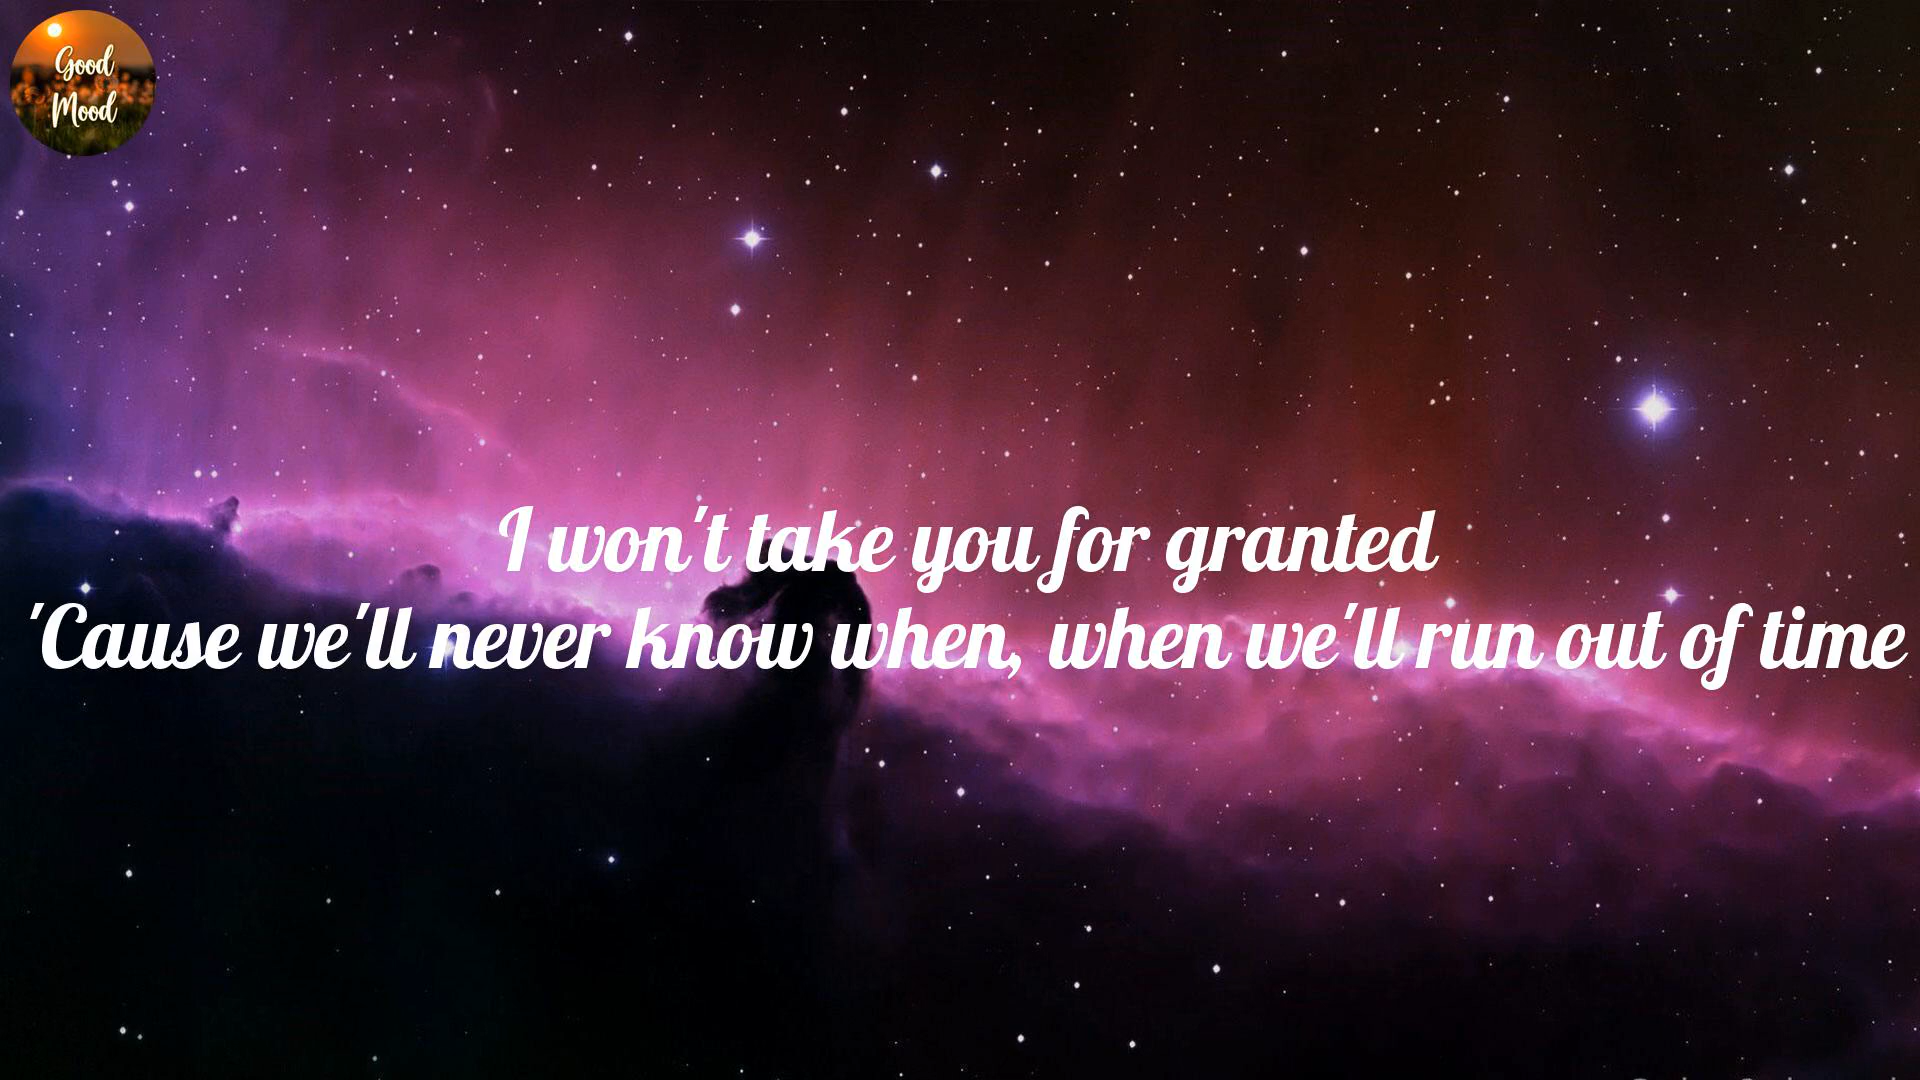 Good
Mood
I won't take you for granted
'Cause we'll never know when, when we'll run out of time